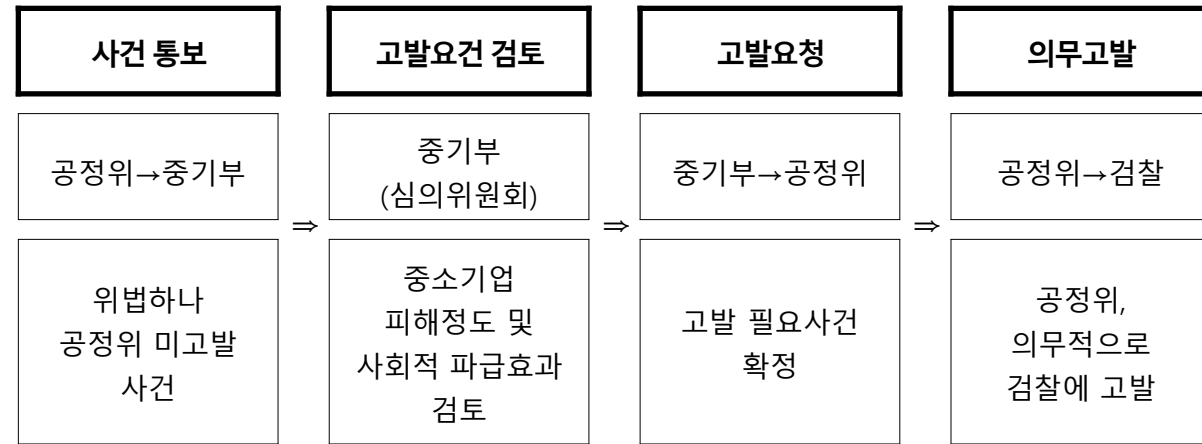 사건 통보
공정위→중기부
위법하나
공정위 미고발
사건
⇒
고발요건 검토
중기부
(심의위원회)
중소기업
피해정도 및
사회적 파급효과
검토
⇒
고발요청
중기부→공정위
고발 필요사건
확정
⇒
의무고발
공정위→검찰
공정위,
의무적으로
검찰에 고발